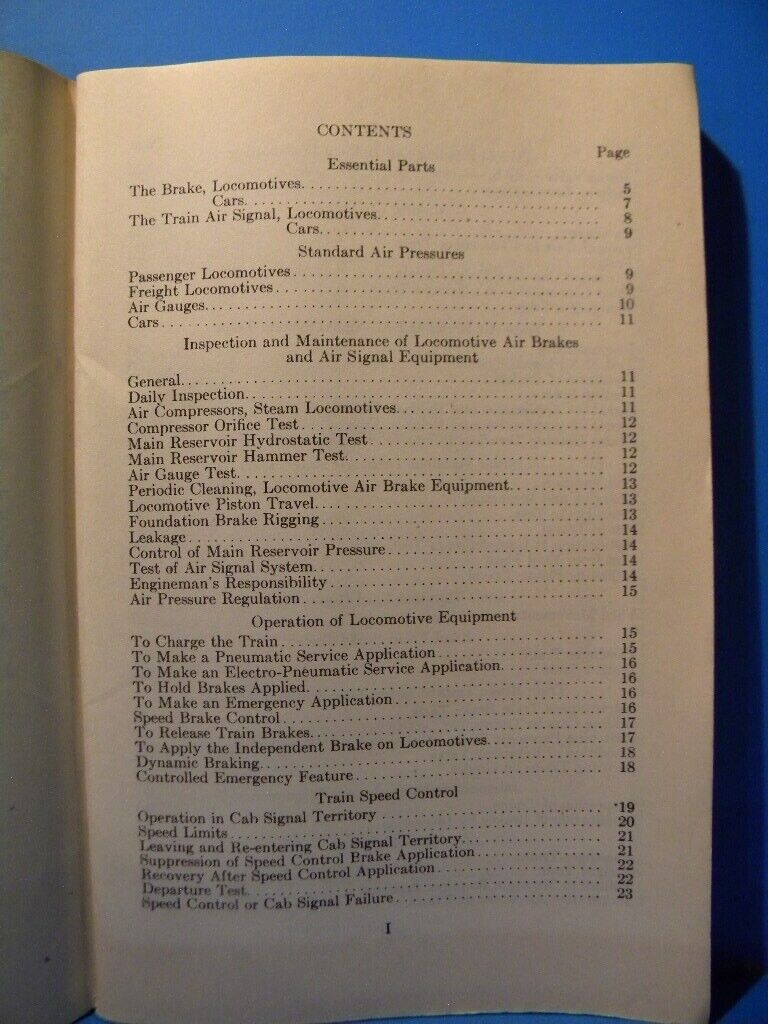 CONTENTS
Page
Essential Parts
The Brake, Locomotives. . . . . . . . . . . . . . . . . . . . . . . . . . . . . . 5
Cars. . . . . . . . . . . . . . . . . . . . . . . . . . . . . . 7
The Train Air Signal, Locomotives. . . . . . . . . . . . . . . . . . . . 8
Cars. . . . . . . . . . . . . . . . . . . . . . . . . 9
Standard Air Pressures
Passenger Locomotives. . . . . . . . . . . . . . . . . . . . . . . . . . . . . . 9
Freight Locomotives. . . . . . . . . . . . . . . . . . . . . . . . . . . . . . 9
Air Gauges. . . . . . . . . . . . . . . . . . . . . . . . . . . . . . 10
Cars. . . . . . . . . . . . . . . . . . . . . . . . . . . . . . 11
Inspection and Maintenance of Locomotive Air Brakes
and Air Signal Equipment
General. . . . . . . . . . . . . . . . . . . . . . . . . . . . . . 11
Daily Inspection. . . . . . . . . . . . . . . . . . . . . . . . . . . . . . 11
Air Compressors, Steam Locomotives. . . . . . . . . . . . . . . . . . . . 11
Compressor Orifice Test. . . . . . . . . . . . . . . . . . . . . . . . . 12
Main Reservoir Hydrostatic Test. . . . . . . . . . . . . . . . . . . . 12
Main Reservoir Hammer Test. . . . . . . . . . . . . . . . . . . . 12
Air Gauge Test. . . . . . . . . . . . . . . . . . . . . . . . . . . . . . 12
Periodic Cleaning, Locomotive Air Brake Equipment. . . . . . . . . . 13
Locomotive Piston Travel. . . . . . . . . . . . . . . . . . . . . . . . . 13
Foundation Brake Rigging. . . . . . . . . . . . . . . . . . . . . . . . . 13
Leakage. . . . . . . . . . . . . . . . . . . . . . . . . . . . . . 14
Control of Main Reservoir Pressure. . . . . . . . . . . . . . . . . . . . 14
Test of Air Signal System. . . . . . . . . . . . . . . . . . . . . . . . . 14
Engineman's Responsibility. . . . . . . . . . . . . . . . . . . . . . . . . 14
Air Pressure Regulation. . . . . . . . . . . . . . . . . . . . . . . . . 15
Operation of Locomotive Equipment
To Charge the Train. . . . . . . . . . . . . . . . . . . . . . . . . . . . . . 15
To Make a Pneumatic Service Application. . . . . . . . . . . . . . . 15
To Make an Electro-Pneumatic Service Application. . . . . . . . . . 16
To Hold Brakes Applied. . . . . . . . . . . . . . . . . . . . . . . . . 16
To Make an Emergency Application. . . . . . . . . . . . . . . . . . . . 16
Speed Brake Control. . . . . . . . . . . . . . . . . . . . . . . . . . . . . . 16
To Release Train Brakes. . . . . . . . . . . . . . . . . . . . . . . . . 17
To Apply the Independent Brake on Locomotives. . . . . . . . . . 17
Dynamic Braking. . . . . . . . . . . . . . . . . . . . . . . . . . . . . . 18
Controlled Emergency Feature. . . . . . . . . . . . . . . . . . . . 18
Train Speed Control
Operation in Cab Signal Territory. . . . . . . . . . . . . . . . . . . . 19
Speed Limits. . . . . . . . . . . . . . . . . . . . . . . . . . . . . . 20
Leaving and Re-entering Cab Signal Territory. . . . . . . . . . . . 21
Suppression of Speed Control Brake Application. . . . . . . . . . 21
Recovery After Speed Control Application. . . . . . . . . . . . . . . 22
Departure Test. . . . . . . . . . . . . . . . . . . . . . . . . . . . . . 22
Speed Control or Cab Signal Failure. . . . . . . . . . . . . . . . . . . . 23
I